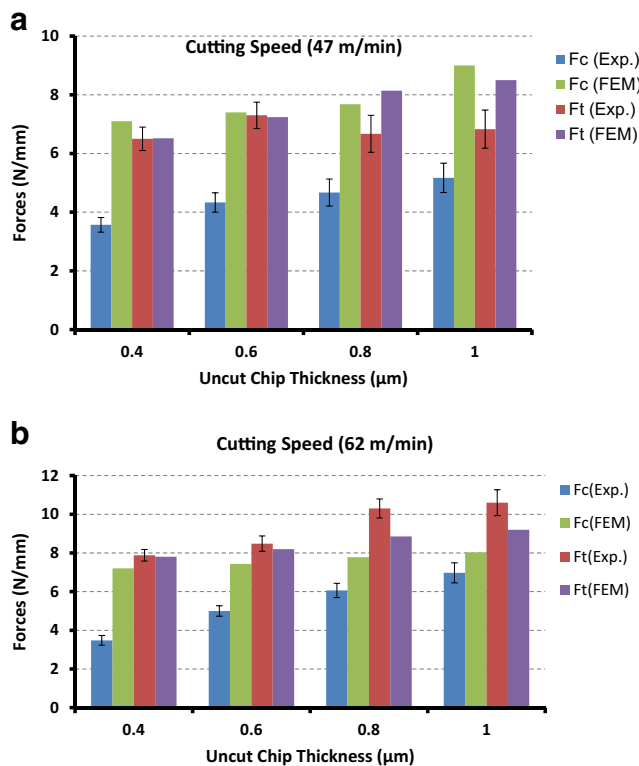 a
Cutting Speed (47 m/min)
Forces (N/mm)
10
8
6
4
2
0
0.4 0.6 0.8 1
Uncut Chip Thickness (µm)
Fc (Exp.)
Fc (FEM)
Ft (Exp.)
Ft (FEM)
b
Cutting Speed (62 m/min)
Forces (N/mm)
12
10
8
6
4
2
0
0.4 0.6 0.8 1
Uncut Chip Thickness (µm)
Fc(Exp.)
Fc(FEM)
Ft(Exp.)
Ft(FEM)